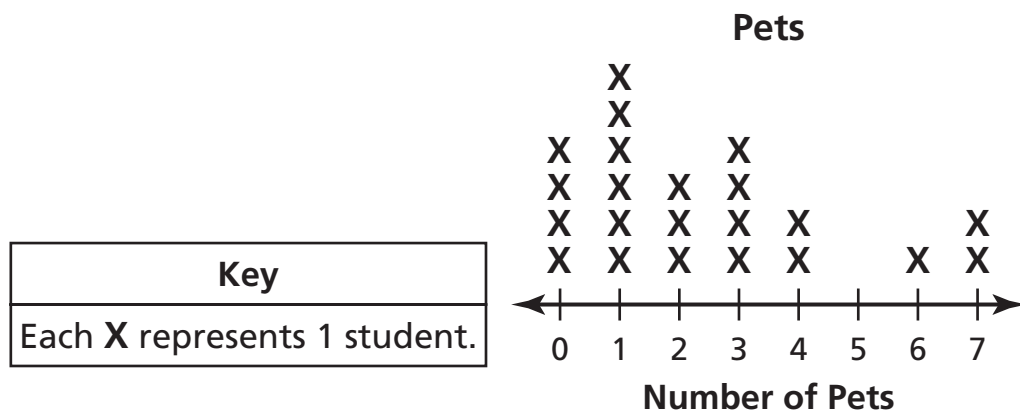 Pets
X
X
X X X
X X X X
X X X X X X
X X X X X X X
Key
Each X represents 1 student.
0 1 2 3 4 5 6 7
Number of Pets